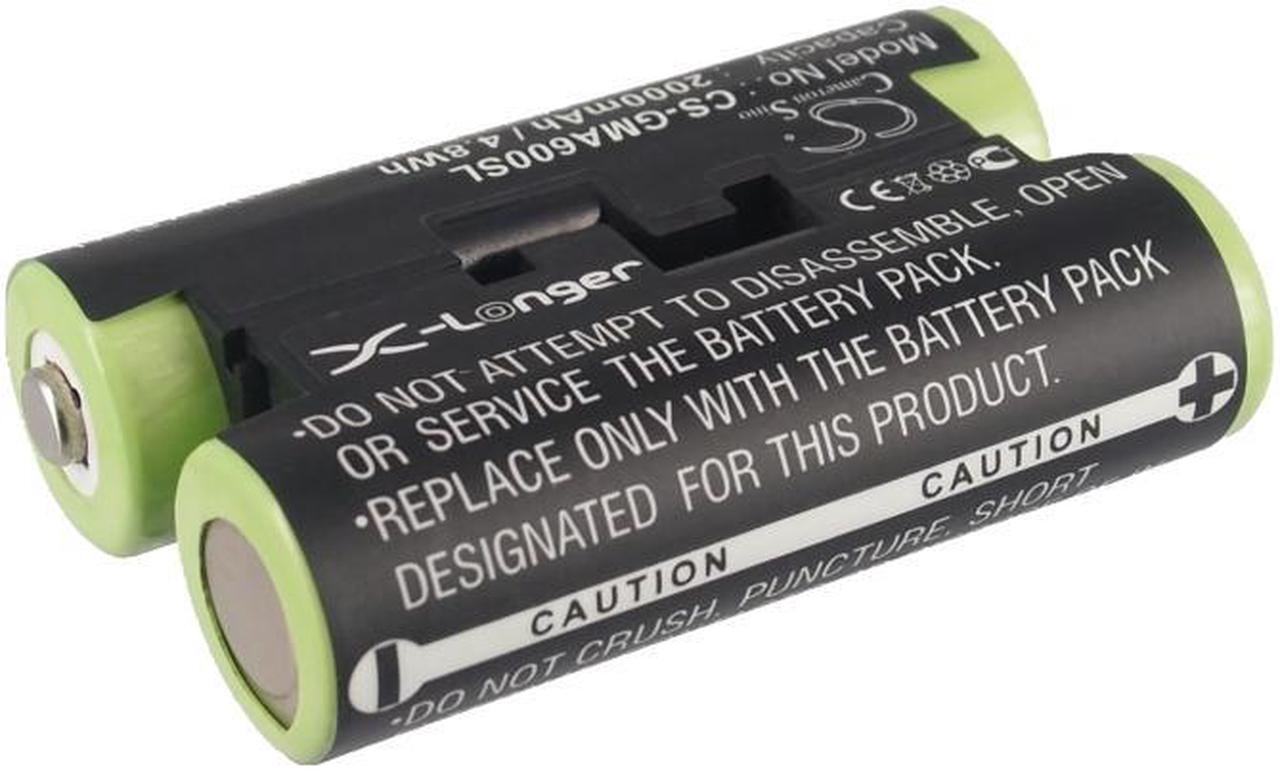 Cameron Sino
Model No.: CS-GMA600SL
Capacity : 2000mAh / 4.8Wh
CE
X-Longer
•DO NOT ATTEMPT TO DISASSEMBLE, OPEN
OR SERVICE THE BATTERY PACK.
•REPLACE ONLY WITH THE BATTERY PACK
DESIGNATED FOR THIS PRODUCT.
CAUTION CAUTION
•DO NOT CRUSH, PUNCTURE, SHORT